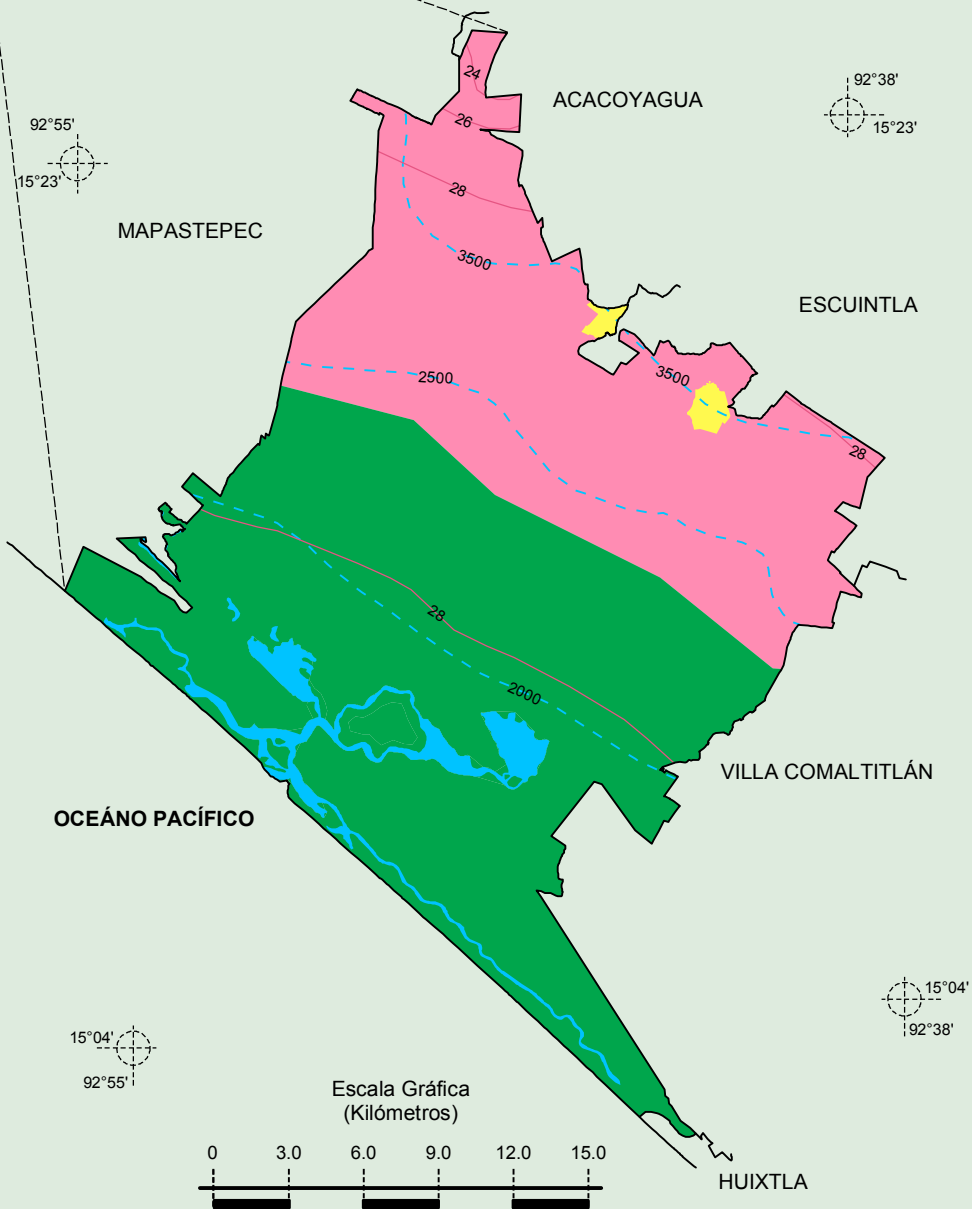 24
ACACOYAGUA
92°38'
15°23'
26
92°55'
15°23'
28
MAPASTEPEC
3500
ESCUINTLA
2500
3500
28
28
2000
VILLA COMALTITLÁN
OCEÁNO PACÍFICO
15°04'
92°38'
15°04'
92°55'
Escala Gráfica
(Kilómetros)
0 3.0 6.0 9.0 12.0 15.0
HUIXTLA